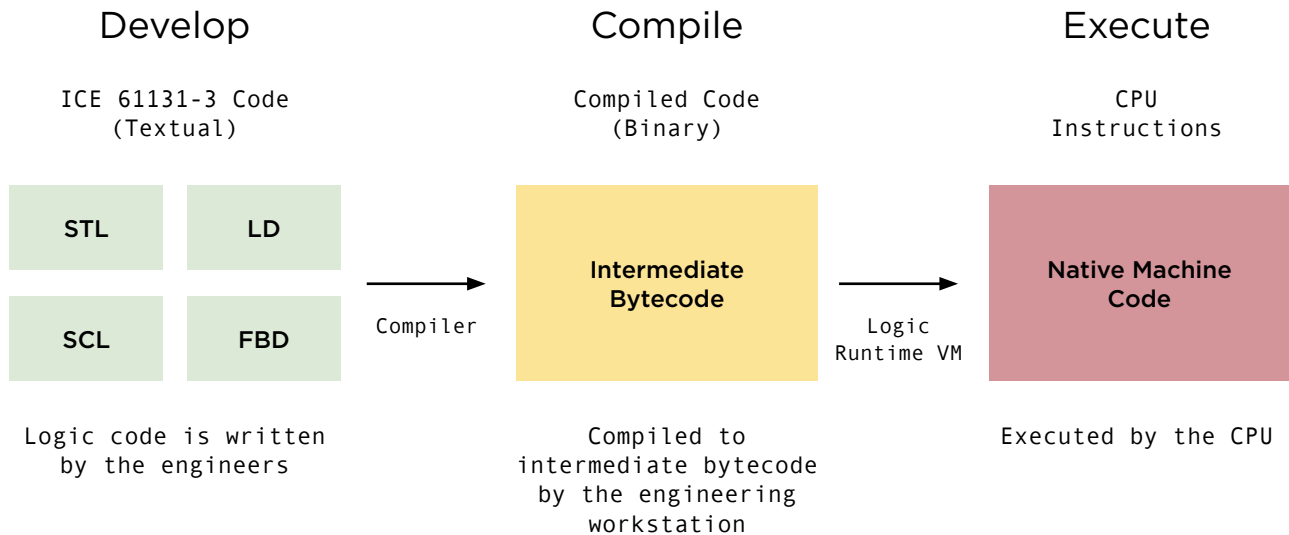 Develop
Compile
Execute
ICE 61131-3 Code
(Textual)
Compiled Code
(Binary)
CPU
Instructions
STL
LD
SCL
FBD
Compiler
Intermediate
Bytecode
Logic
Runtime VM
Native Machine
Code
Logic code is written
by the engineers
Compiled to
intermediate bytecode
by the engineering
workstation
Executed by the CPU